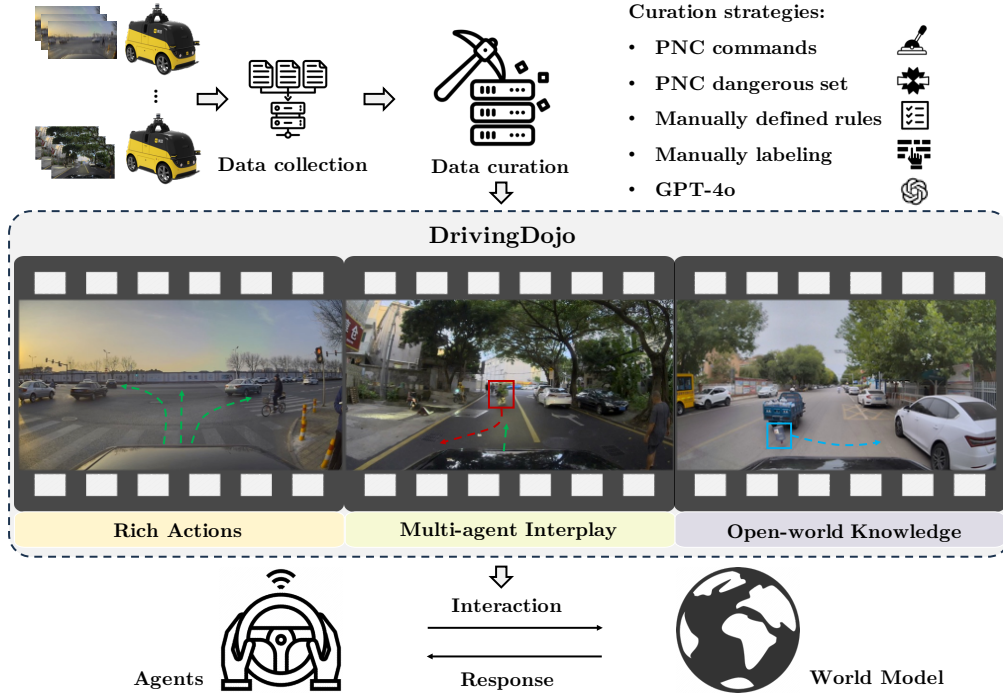 Curation strategies:
• PNC commands
• PNC dangerous set
• Manually defined rules
• Manually labeling
• GPT-4o
Data collection
Data curation
DrivingDojo
Rich Actions
Multi-agent Interplay
Open-world Knowledge
Interaction
Agents
Response
World Model